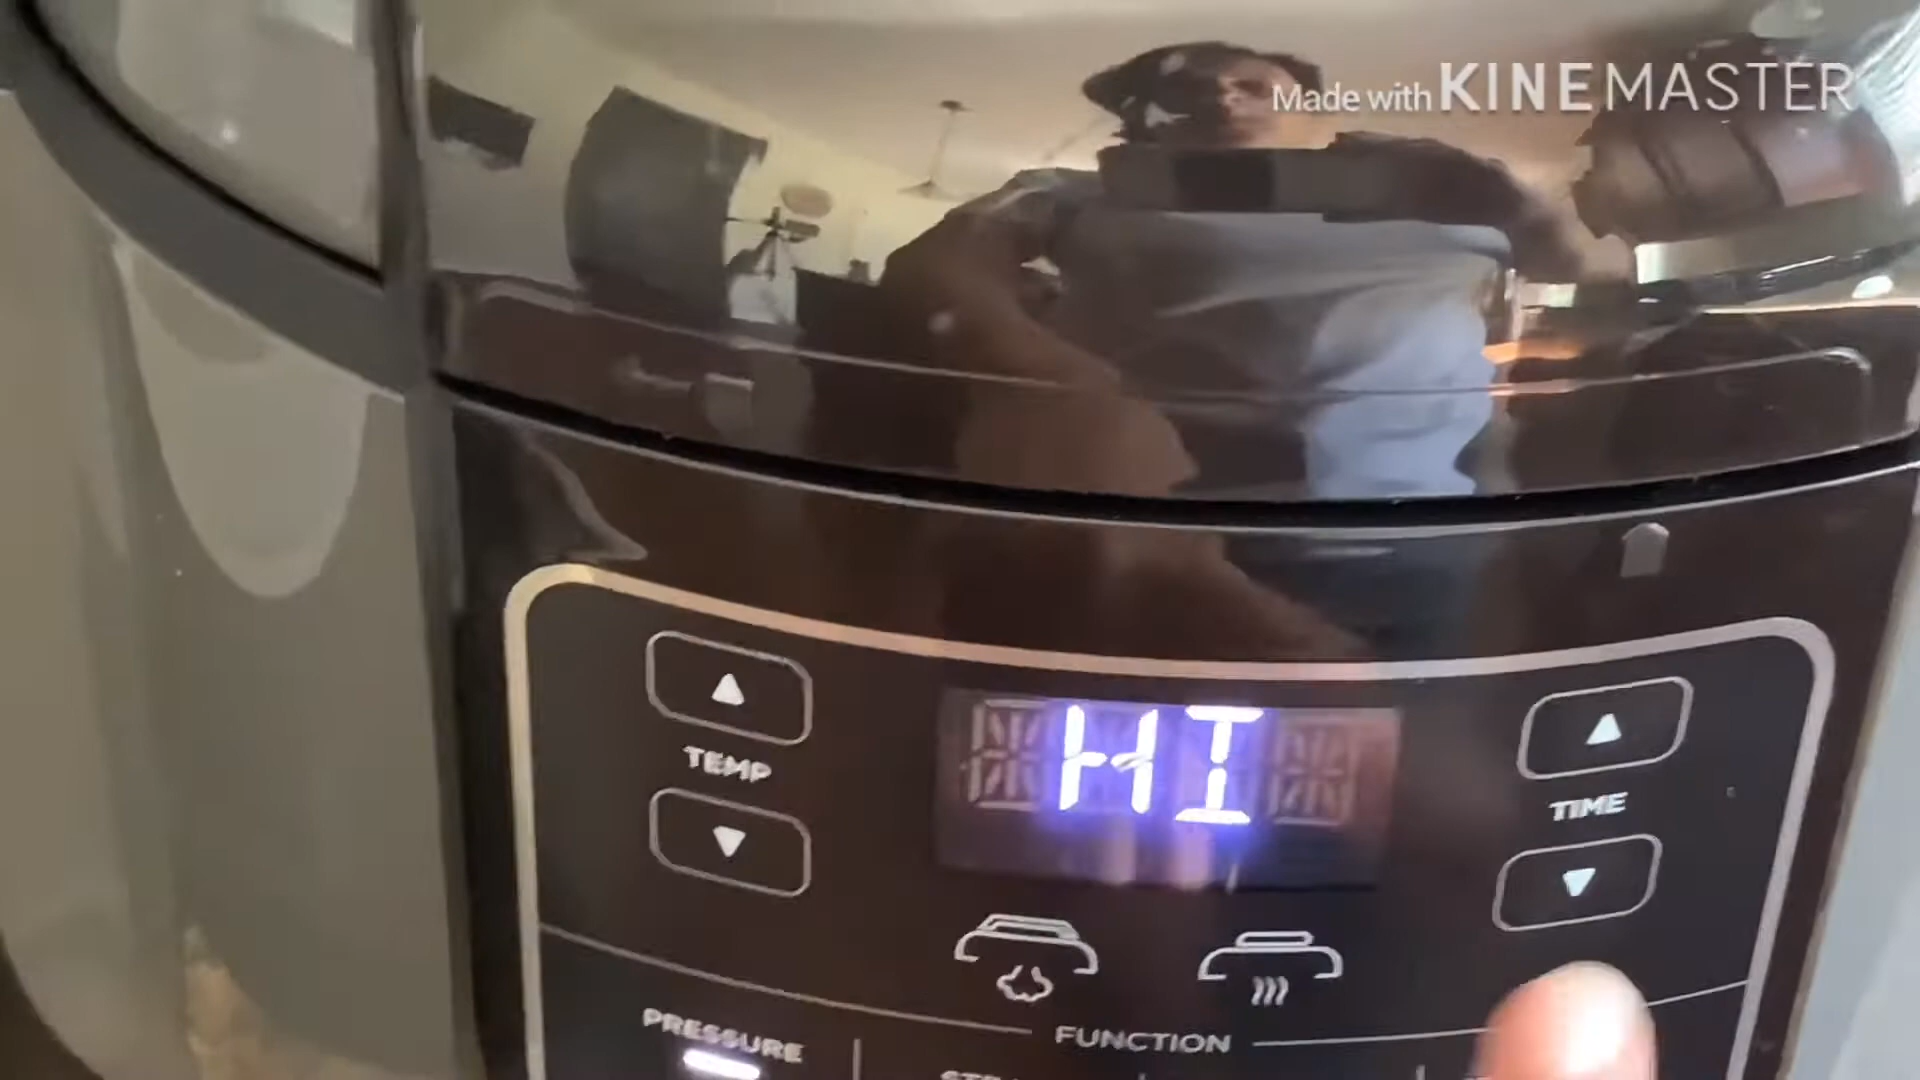 Made with KINEMASTER
HI
TEMP
TIME
FUNCTION
PRESSURE